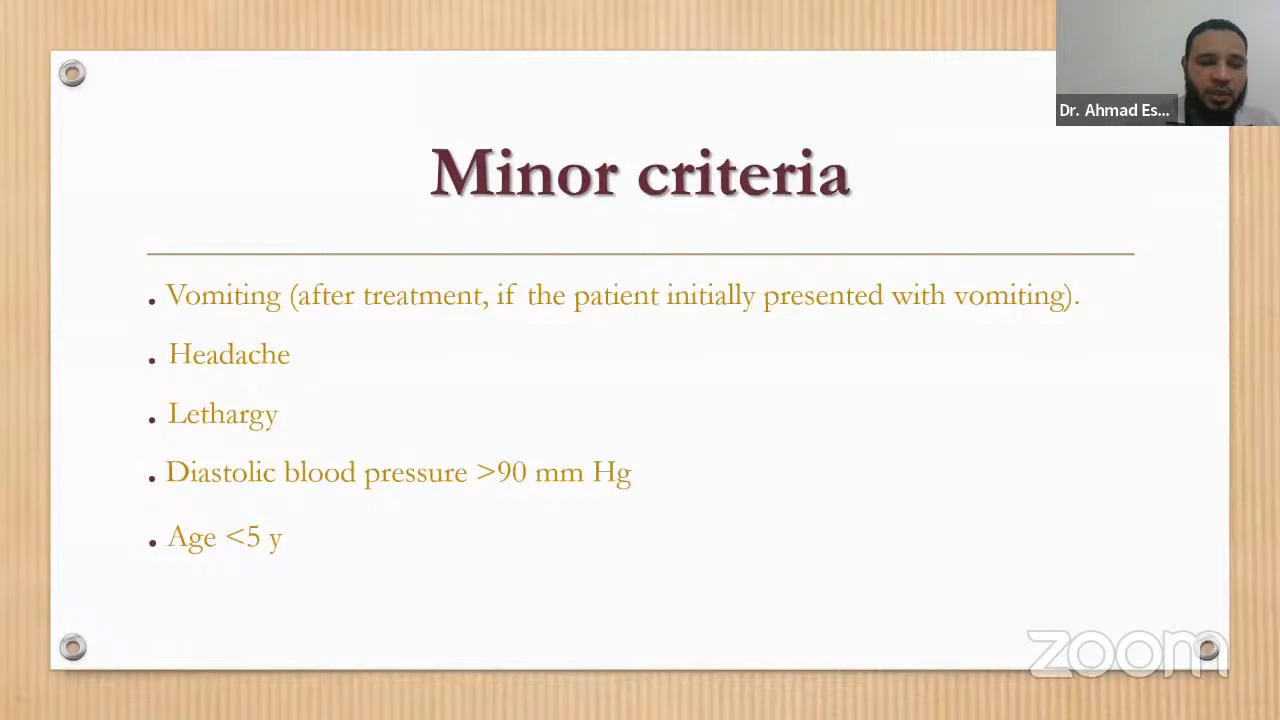 Dr. Ahmad Es...
Minor criteria
. Vomiting (after treatment, if the patient initially presented with vomiting).
. Headache
. Lethargy
. Diastolic blood pressure >90 mm Hg
. Age <5 y
zoom